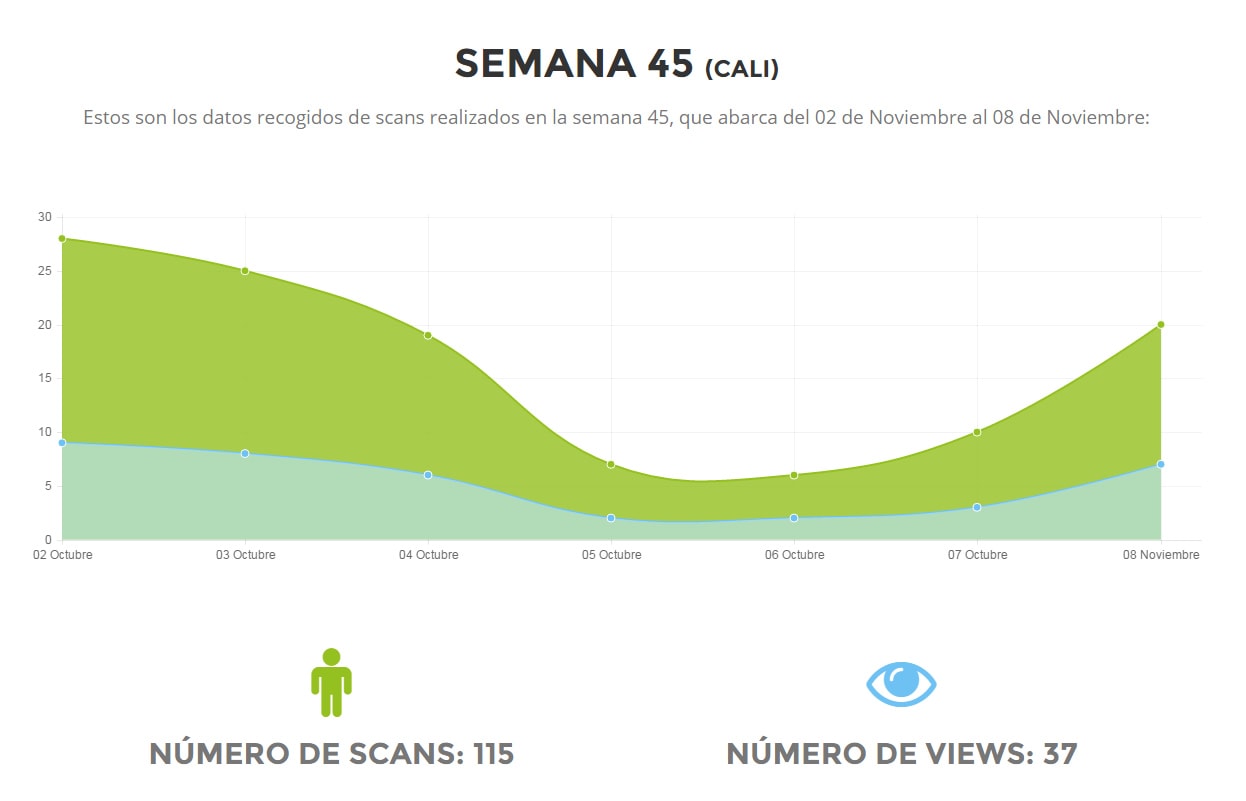 SEMANA 45 (CALI)
Estos son los datos recogidos de scans realizados en la semana 45, que abarca del 02 de Noviembre al 08 de Noviembre:
30
25
20
15
10
5
0
02 Octubre 03 Octubre 04 Octubre 05 Octubre 06 Octubre 07 Octubre 08 Noviembre
NÚMERO DE SCANS: 115 NÚMERO DE VIEWS: 37